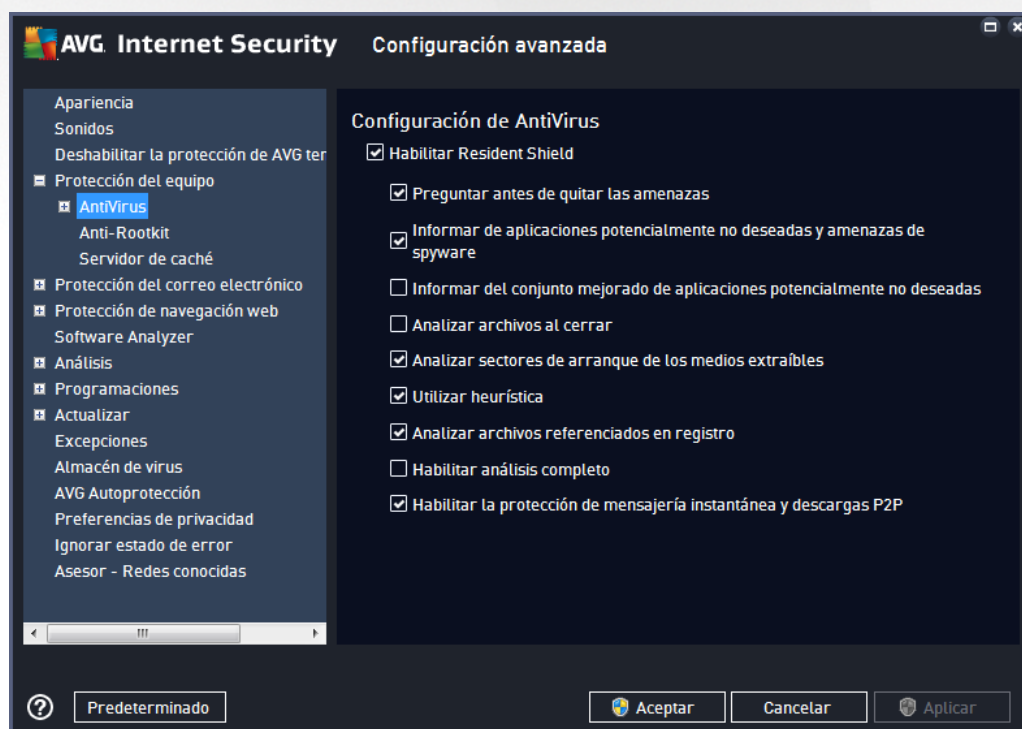 AVG. Internet Security
Configuración avanzada
Apariencia
Sonidos
Deshabilitar la protección de AVG ter
Protección del equipo
AntiVirus
Anti-Rootkit
Servidor de caché
Protección del correo electrónico
Protección de navegación web
Software Analyzer
Análisis
Programaciones
Actualizar
Excepciones
Almacén de virus
AVG Autoprotección
Preferencias de privacidad
Ignorar estado de error
Asesor - Redes conocidas
Configuración de AntiVirus
Habilitar Resident Shield
Preguntar antes de quitar las amenazas
Informar de aplicaciones potencialmente no deseadas y amenazas de
spyware
Informar del conjunto mejorado de aplicaciones potencialmente no deseadas
Analizar archivos al cerrar
Analizar sectores de arranque de los medios extraíbles
Utilizar heurística
Analizar archivos referenciados en registro
Habilitar análisis completo
Habilitar la protección de mensajería instantánea y descargas P2P
Predeterminado
Aceptar
Cancelar
Aplicar